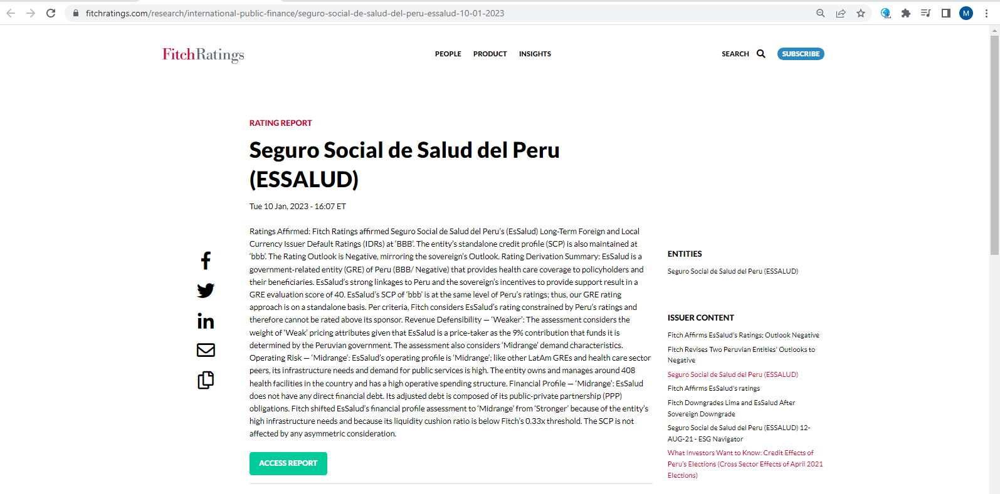 fitchratings.com/research/international-public-finance/seguro-social-de-salud-del-peru-essalud-10-01-2023
M
FitchRatings
PEOPLE PRODUCT INSIGHTS
SEARCH SUBSCRIBE
RATING REPORT
Seguro Social de Salud del Peru
(ESSALUD)
Tue 10 Jan, 2023 - 16:07 ET
Ratings Affirmed: Fitch Ratings affirmed Seguro Social de Salud del Peru’s (EsSalud) Long-Term Foreign and Local
Currency Issuer Default Ratings (IDRs) at ‘BBB’. The entity’s standalone credit profile (SCP) is also maintained at
‘bbb’. The Rating Outlook is Negative, mirroring the sovereign’s Outlook. Rating Derivation Summary: EsSalud is a
government-related entity (GRE) of Peru (BBB/ Negative) that provides health care coverage to policyholders and
their beneficiaries. EsSalud’s strong linkages to Peru and the sovereign’s incentives to provide support result in a
GRE evaluation score of 40. EsSalud’s SCP of ‘bbb’ is at the same level of Peru’s ratings; thus, our GRE rating
approach is on a standalone basis. Per criteria, Fitch considers EsSalud’s rating constrained by Peru’s ratings and
therefore cannot be rated above its sponsor. Revenue Defensibility — ‘Weaker’: The assessment considers the
weight of ‘Weak’ pricing attributes given that EsSalud is a price-taker as the 9% contribution that funds it is
determined by the Peruvian government. The assessment also considers ‘Midrange’ demand characteristics.
Operating Risk — ‘Midrange’: EsSalud’s operating profile is ‘Midrange’; like other LatAm GREs and health care sector
peers, its infrastructure needs and demand for public services is high. The entity owns and manages around 408
health facilities in the country and has a high operative spending structure. Financial Profile — ‘Midrange’: EsSalud
does not have any direct financial debt. Its adjusted debt is composed of its public-private partnership (PPP)
obligations. Fitch shifted EsSalud’s financial profile assessment to ‘Midrange’ from ‘Stronger’ because of the entity’s
high infrastructure needs and because its liquidity cushion ratio is below Fitch’s 0.33x threshold. The SCP is not
affected by any asymmetric consideration.
ACCESS REPORT
ENTITIES
Seguro Social de Salud del Peru (ESSALUD)
ISSUER CONTENT
Fitch Affirms EsSalud's Ratings; Outlook Negative
Fitch Revises Two Peruvian Entities' Outlooks to
Negative
Seguro Social de Salud del Peru (ESSALUD)
Fitch Affirms EsSalud's ratings
Fitch Downgrades Lima and EsSalud After
Sovereign Downgrade
Seguro Social de Salud del Peru (ESSALUD) 12-
AUG-21 - ESG Navigator
What Investors Want to Know: Credit Effects of
Peru’s Elections (Cross Sector Effects of April 2021
Elections)